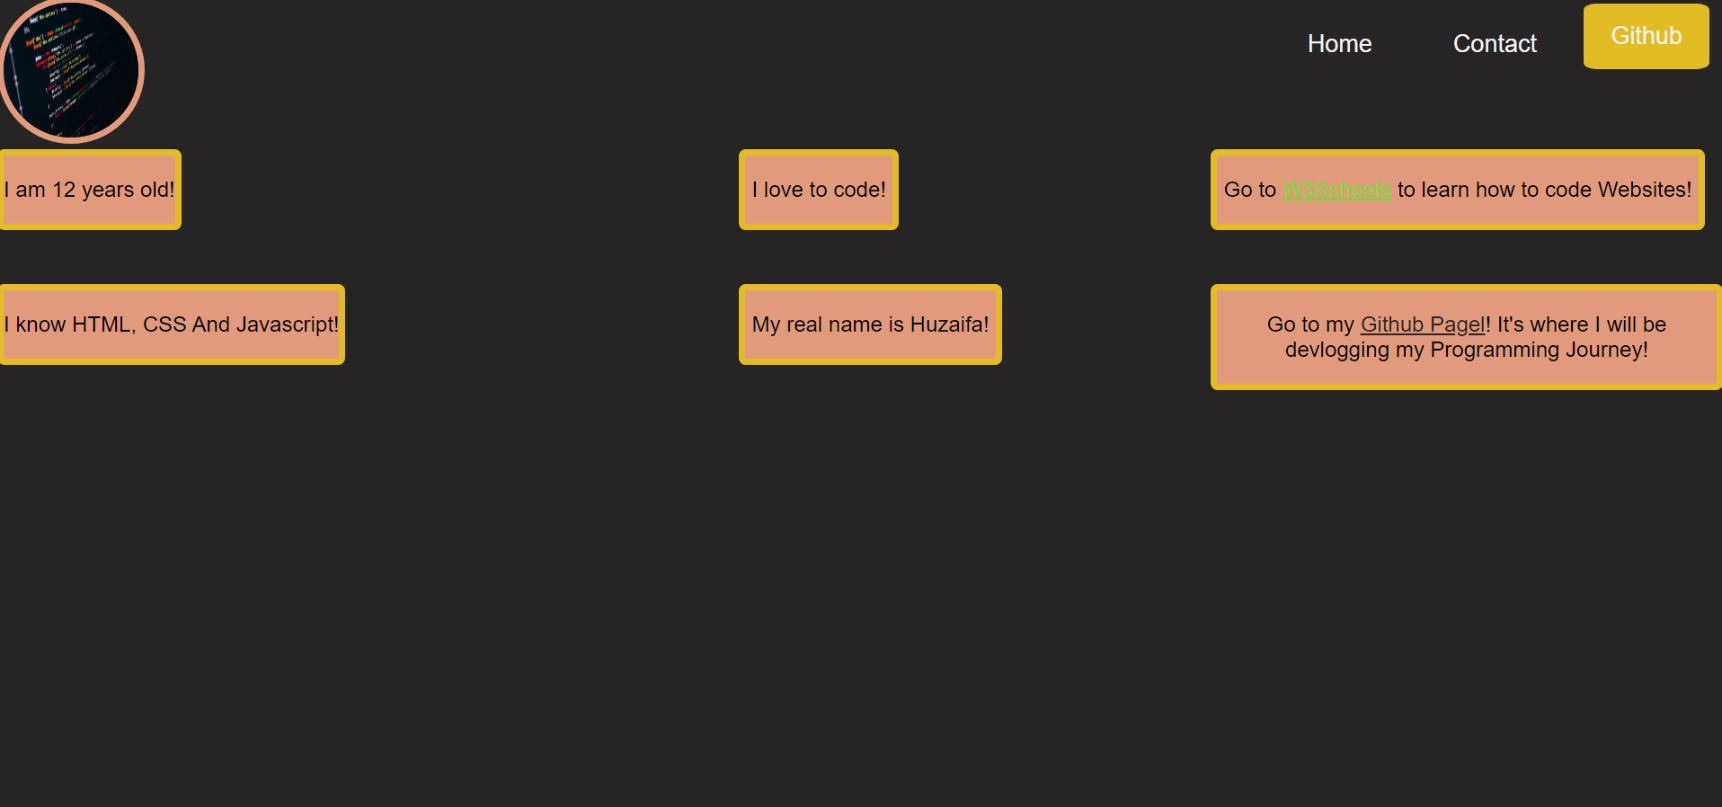 Home Contact Github
I am 12 years old!
I love to code!
Go to W3Schools to learn how to code Websites!
I know HTML, CSS And Javascript!
My real name is Huzaifa!
Go to my Github Pagel! It's where I will be
devlogging my Programming Journey!